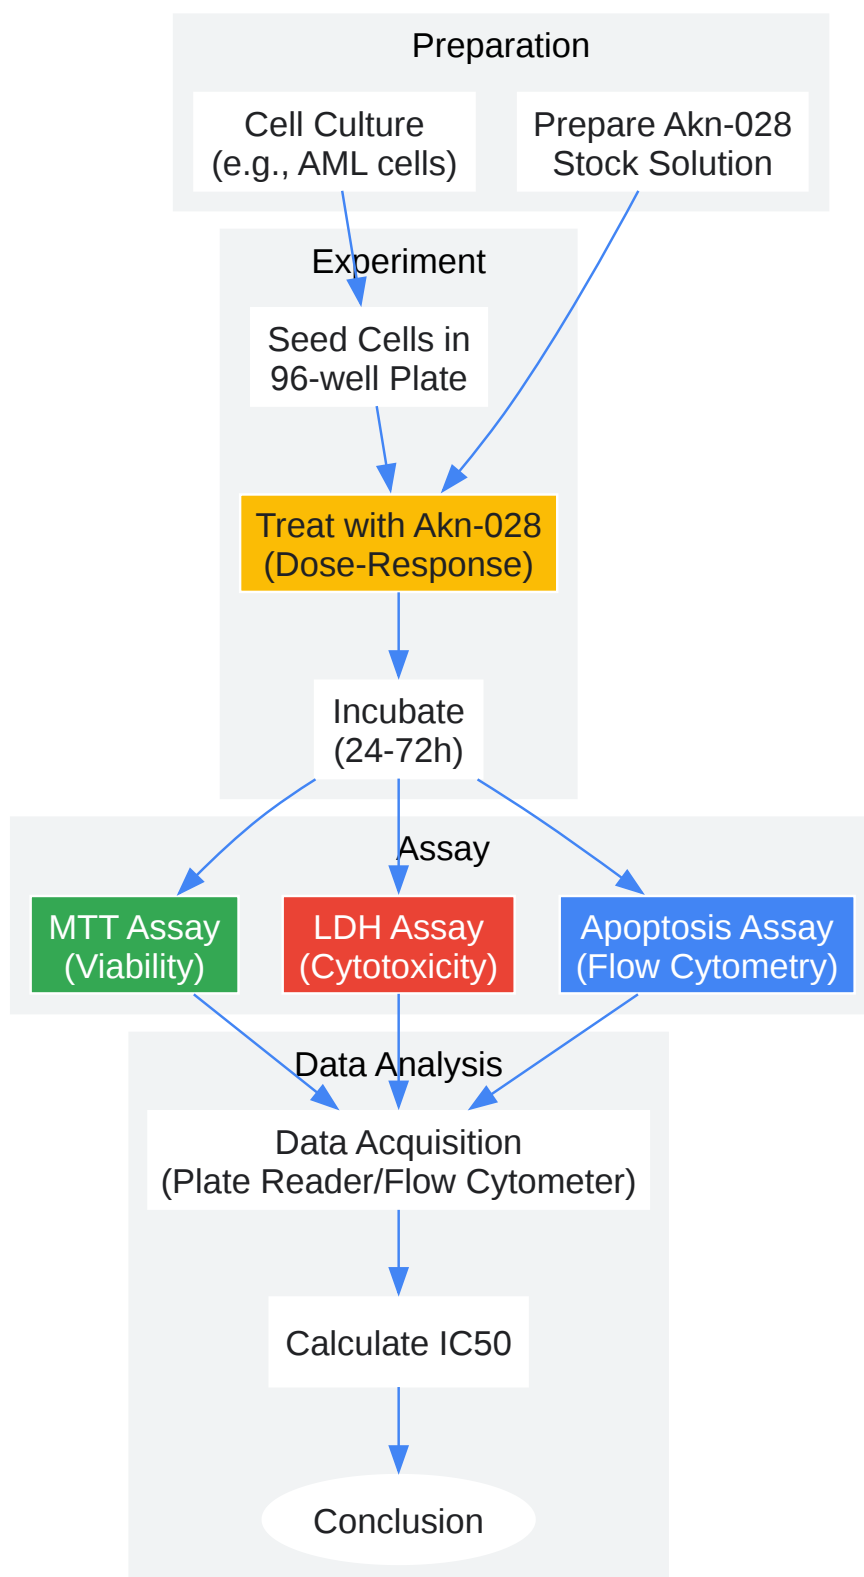 Preparation
Cell Culture
(e.g., AML cells)
Prepare Akn-028
Stock Solution
Experiment
Seed Cells in
96-well Plate
Treat with Akn-028
(Dose-Response)
Incubate
(24-72h)
Assay
MTT Assay
(Viability)
LDH Assay
(Cytotoxicity)
Apoptosis Assay
(Flow Cytometry)
Data Analysis
Data Acquisition
(Plate Reader/Flow Cytometer)
Calculate IC50
Conclusion